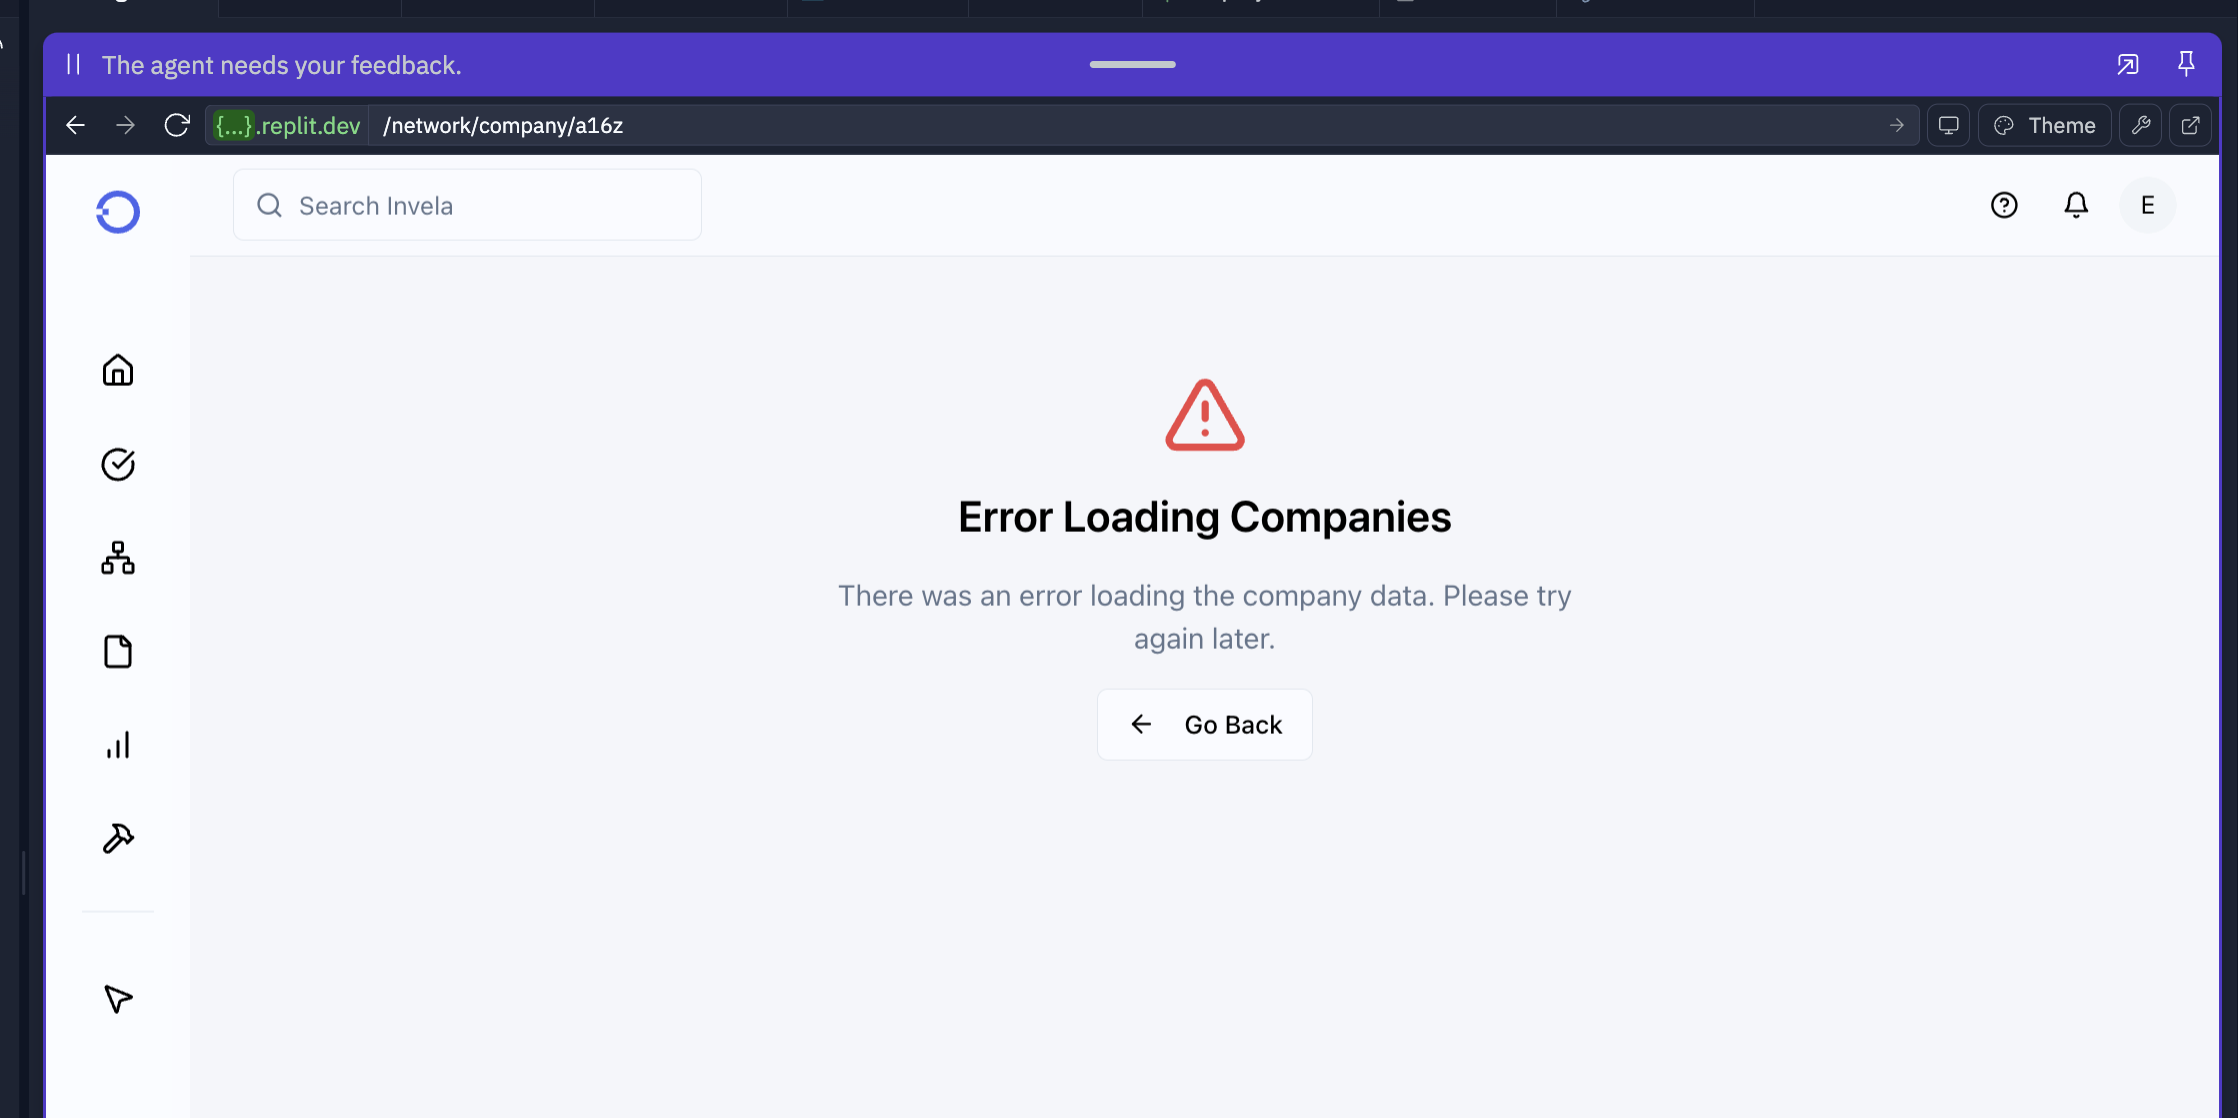 The agent needs your feedback.
{...}.replit.dev /network/company/a16z
Theme
Search Invela
E
Error Loading Companies
There was an error loading the company data. Please try
again later.
Go Back